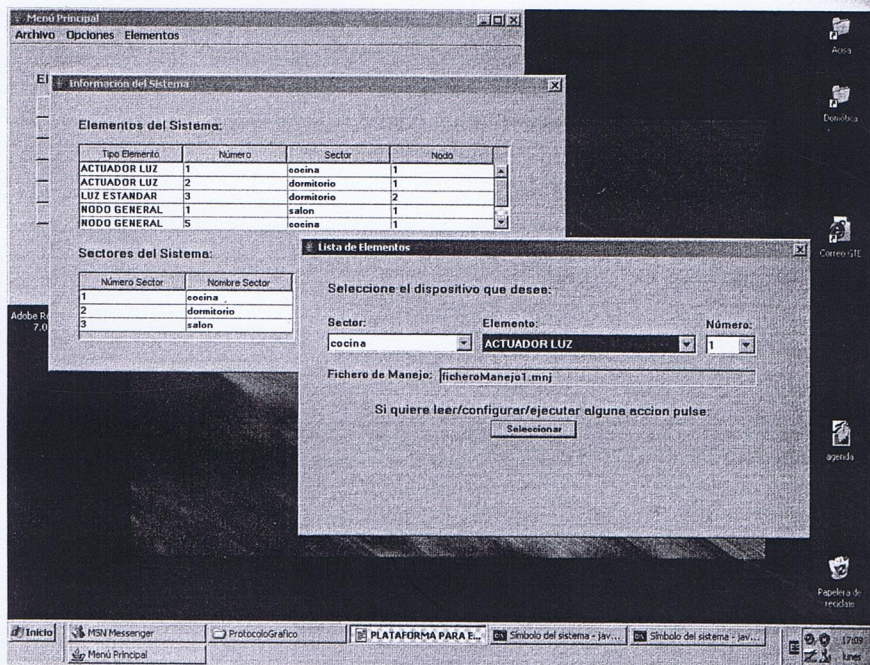 Menú Principal
Archivo Opciones Elementos
El
Información del Sistema
Elementos del Sistema:
Tipo Elemento Número Sector Nodo
ACTUADOR LUZ 1 cocina 1
ACTUADOR LUZ 2 dormitorio 1
LUZ ESTANDAR 3 dormitorio 2
NODO GENERAL 1 salon 1
NODO GENERAL 5 cocina 1
Sectores del Sistema:
Número Sector Nombre Sector
1 cocina
2 dormitorio
3 salon
Lista de Elementos
Seleccione el dispositivo que desee:
Sector: Elemento: Número:
cocina ACTUADOR LUZ 1
Fichero de Manejo: ficheroManejo1.mnj
Si quiere leer/configurar/ejecutar alguna accion pulse:
Seleccionar
Adobe Re
7.0
Domótica
Correo GTE
agenda
Papelera de
reciclaje
Inicio MSN Messenger ProtocoloGrafico PLATAFORMA PARA E... Símbolo del sistema - jav... Símbolo del sistema - jav... 17:09
Menú Principal lunes